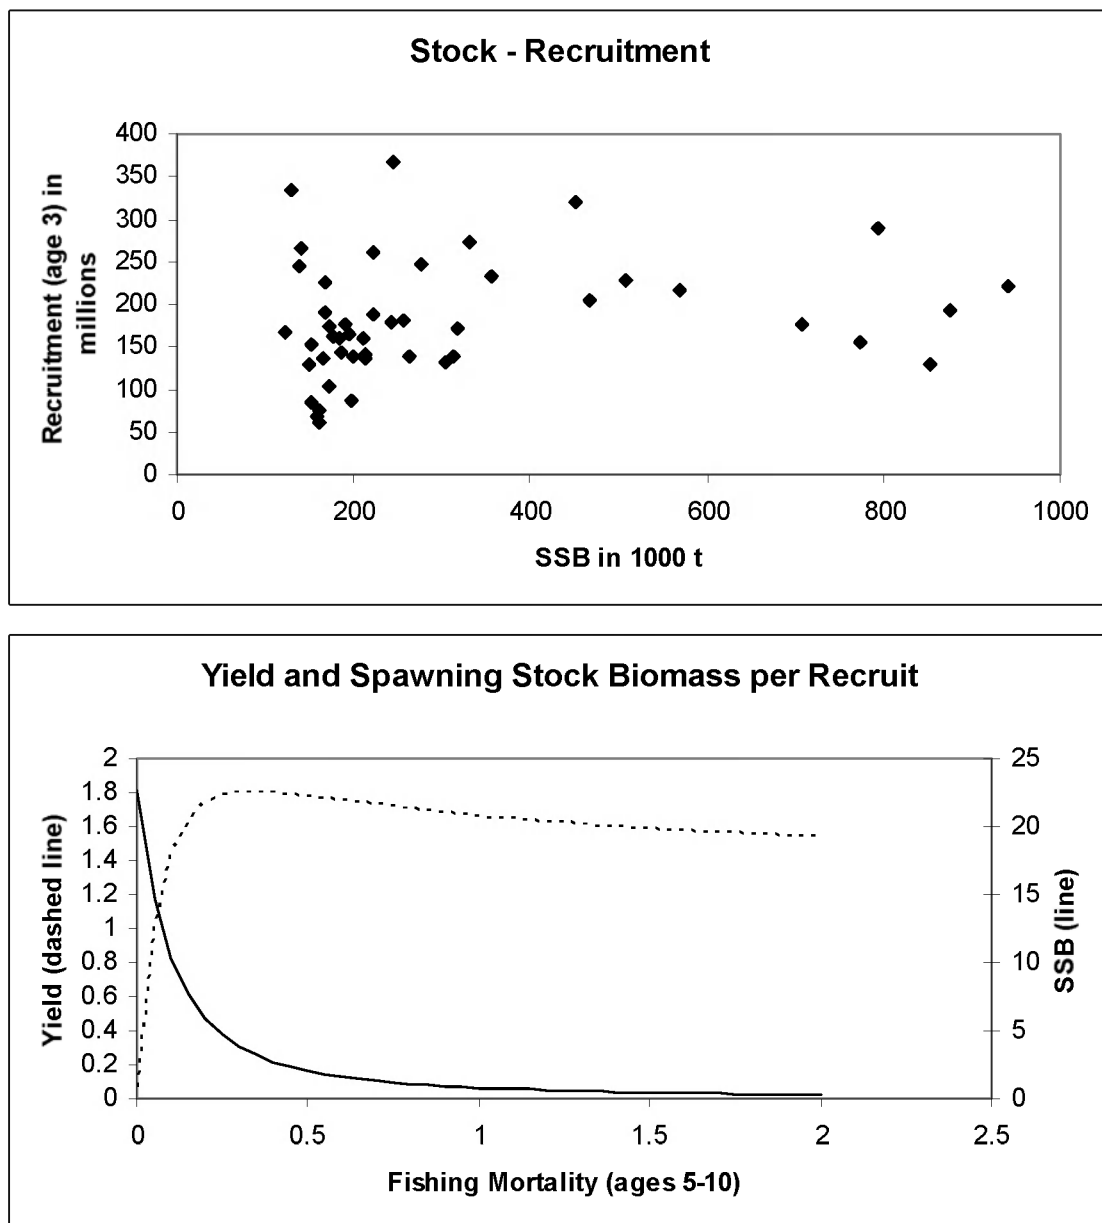 Stock - Recruitment
Recruitment (age 3) in
millions
400
350
300
250
200
150
100
50
0
0 200 400 600 800 1000
SSB in 1000 t
Yield and Spawning Stock Biomass per Recruit
Yield (dashed line)
2
1.8
1.6
1.4
1.2
1
0.8
0.6
0.4
0.2
0
25
20
15
10
5
0
SSB (line)
0 0.5 1 1.5 2 2.5
Fishing Mortality (ages 5-10)